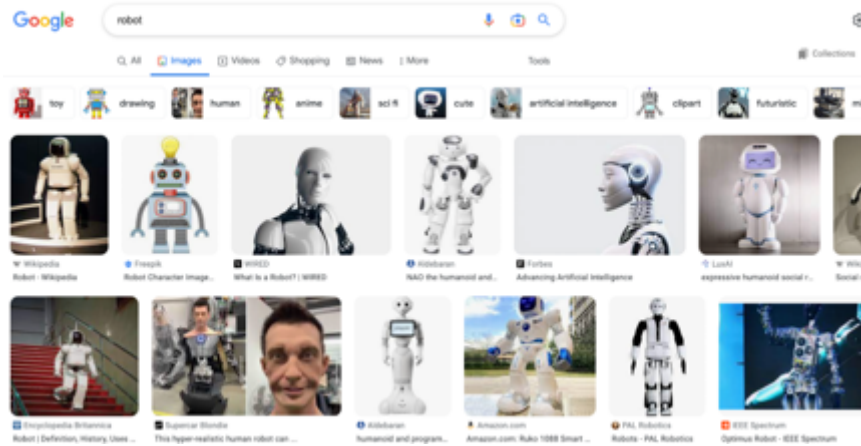 Google
robot
All Images Videos Shopping News More Tools
Collections
toy drawing human anime sci fi cute artificial intelligence clipart futuristic
Wikipedia Freepik WIRED Aldebaran Forbes LuxAI
Robot - Wikipedia Robot Character Image... What Is a Robot? | WIRED NAO the humanoid and... Advancing Artificial Intelligence expressive humanoid social r... Social
Encyclopedia Britannica Supercar Blondie Aldebaran Amazon.com PAL Robotics IEEE Spectrum
Robot | Definition, History, Uses ... This hyper-realistic human robot can ... humanoid and program... Amazon.com: Ruko 1088 Smart ... Robots - PAL Robotics Optimus Robot - IEEE Spectrum